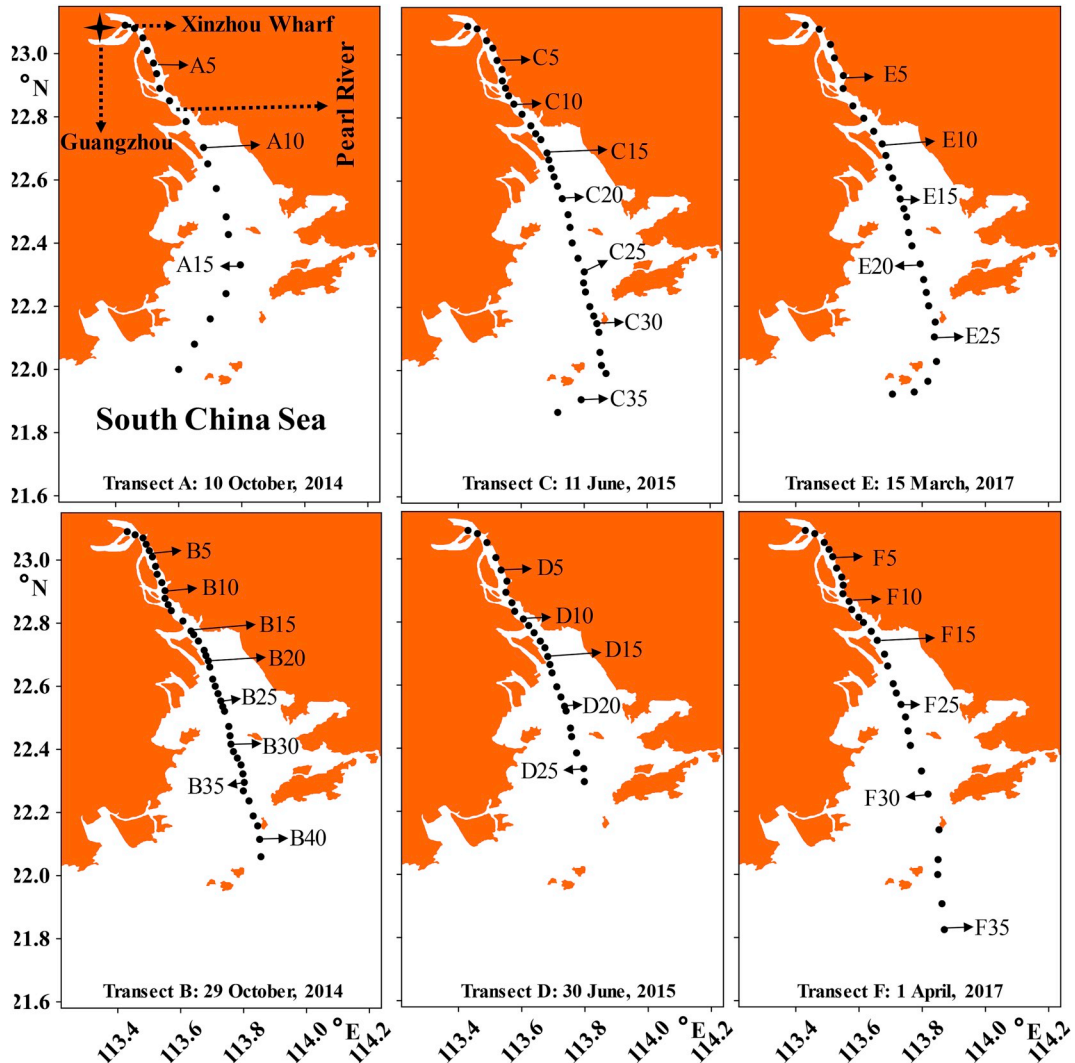 Xinzhou Wharf
A5
Pearl River
Guangzhou
A10
A15
South China Sea
Transect A: 10 October, 2014
23.0
°N
22.8
22.6
22.4
22.2
22.0
21.8
21.6
C5
C10
C15
C20
C25
C30
C35
Transect C: 11 June, 2015
E5
E10
E15
E20
E25
Transect E: 15 March, 2017
23.0
°N
22.8
22.6
22.4
22.2
22.0
21.8
21.6
B5
B10
B15
B20
B25
B30
B35
B40
Transect B: 29 October, 2014
D5
D10
D15
D20
D25
Transect D: 30 June, 2015
F5
F10
F15
F25
F30
F35
Transect F: 1 April, 2017
113.4 113.6 113.8 114.0 °E 114.2
113.4 113.6 113.8 114.0 °E 114.2
113.4 113.6 113.8 114.0 °E 114.2